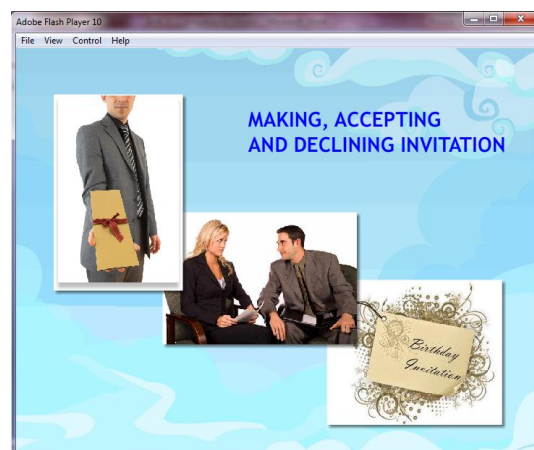 Adobe Flash Player 10
File View Control Help
MAKING, ACCEPTING
AND DECLINING INVITATION
Birthday
Invitation